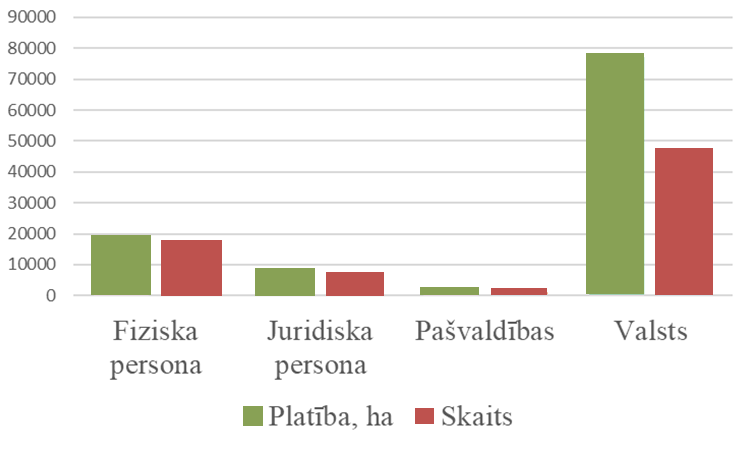 90000
80000
70000
60000
50000
40000
30000
20000
10000
0
Fiziska persona
Juridiska persona
Pašvaldības
Valsts
Platība, ha
Skaits